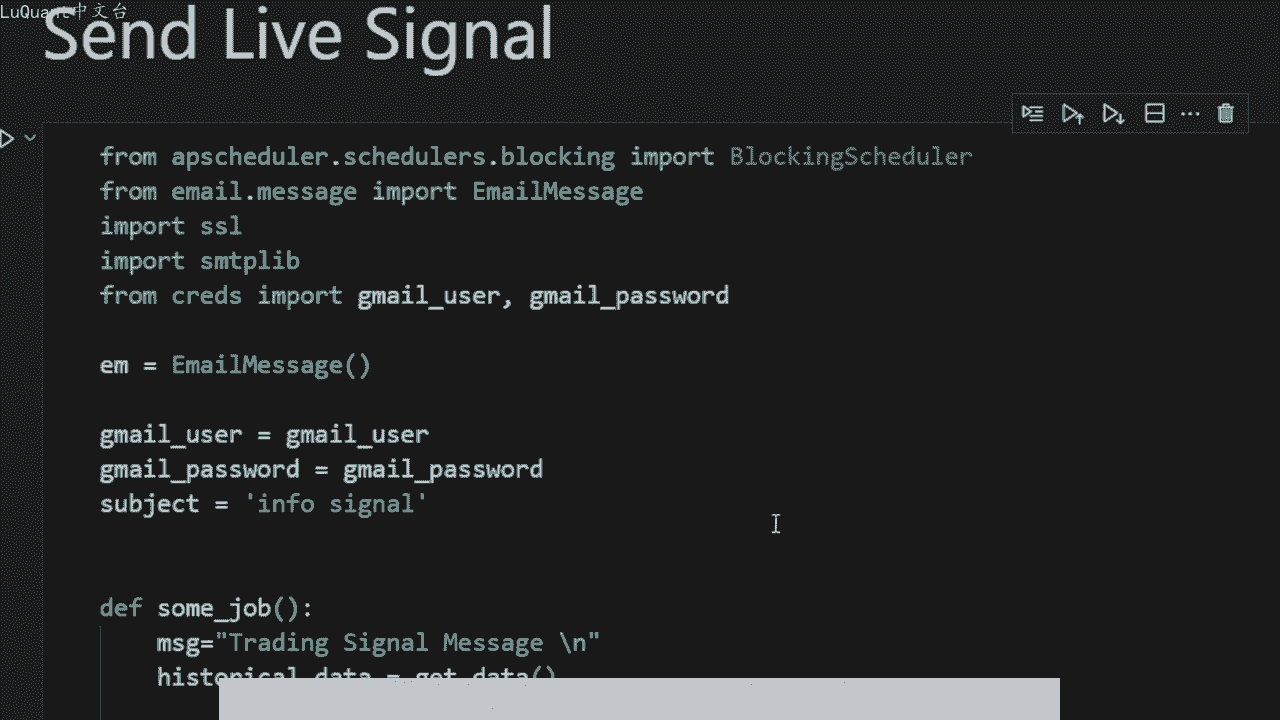 LuQuant中文台
Send Live Signal
from apscheduler.schedulers.blocking import BlockingScheduler
from email.message import EmailMessage
import ssl
import smtplib
from creds import gmail_user, gmail_password
em = EmailMessage()
gmail_user = gmail_user
gmail_password = gmail_password
subject = 'info signal'
def some_job():
msg="Trading Signal Message \n"
historical_data = get_data()